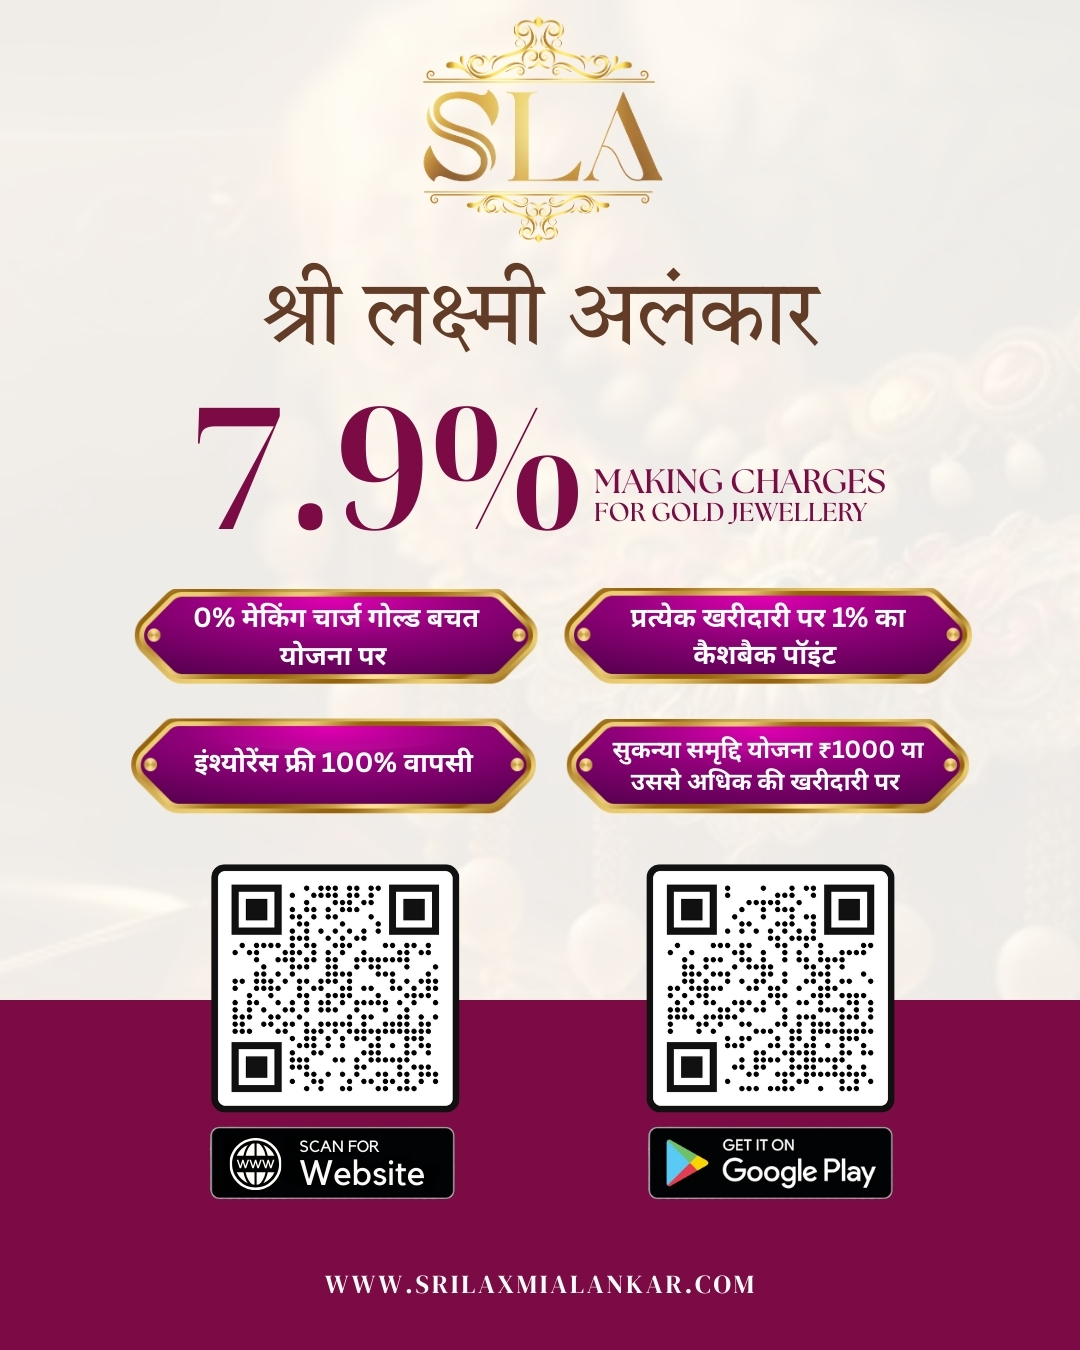 SLA
श्री लक्ष्मी अलंकार
7.9% MAKING CHARGES
FOR GOLD JEWELLERY
0% मेकिंग चार्ज गोल्ड बचत
योजना पर
प्रत्येक खरीदारी पर 1% का
कैशबैक पॉइंट
इंश्योरेंस फ्री 100% वापसी
सुकन्या समृद्दि योजना ₹1000 या
उससे अधिक की खरीदारी पर
SCAN FOR
www
Website
GET IT ON
Google Play
WWW.SRILAXMIALANKAR.COM